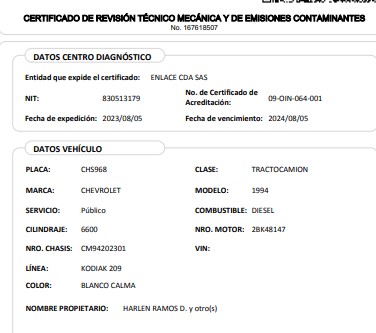 CERTIFICADO DE REVISIÓN TÉCNICO MECÁNICA Y DE EMISIONES CONTAMINANTES
No. 167618507
DATOS CENTRO DIAGNÓSTICO
Entidad que expide el certificado: ENLACE CDA SAS
NIT: 830513179 No. de Certificado de Acreditación: 09-OIN-064-001
Fecha de expedición: 2023/08/05 Fecha de vencimiento: 2024/08/05
DATOS VEHÍCULO
PLACA: CHS968 CLASE: TRACTOCAMION
MARCA: CHEVROLET MODELO: 1994
SERVICIO: Público COMBUSTIBLE: DIESEL
CILINDRAJE: 6600 NRO. MOTOR: 2BK48147
NRO. CHASIS: CM94202301 VIN:
LÍNEA: KODIAK 209
COLOR: BLANCO CALMA
NOMBRE PROPIETARIO: HARLEN RAMOS D. y otro(s)